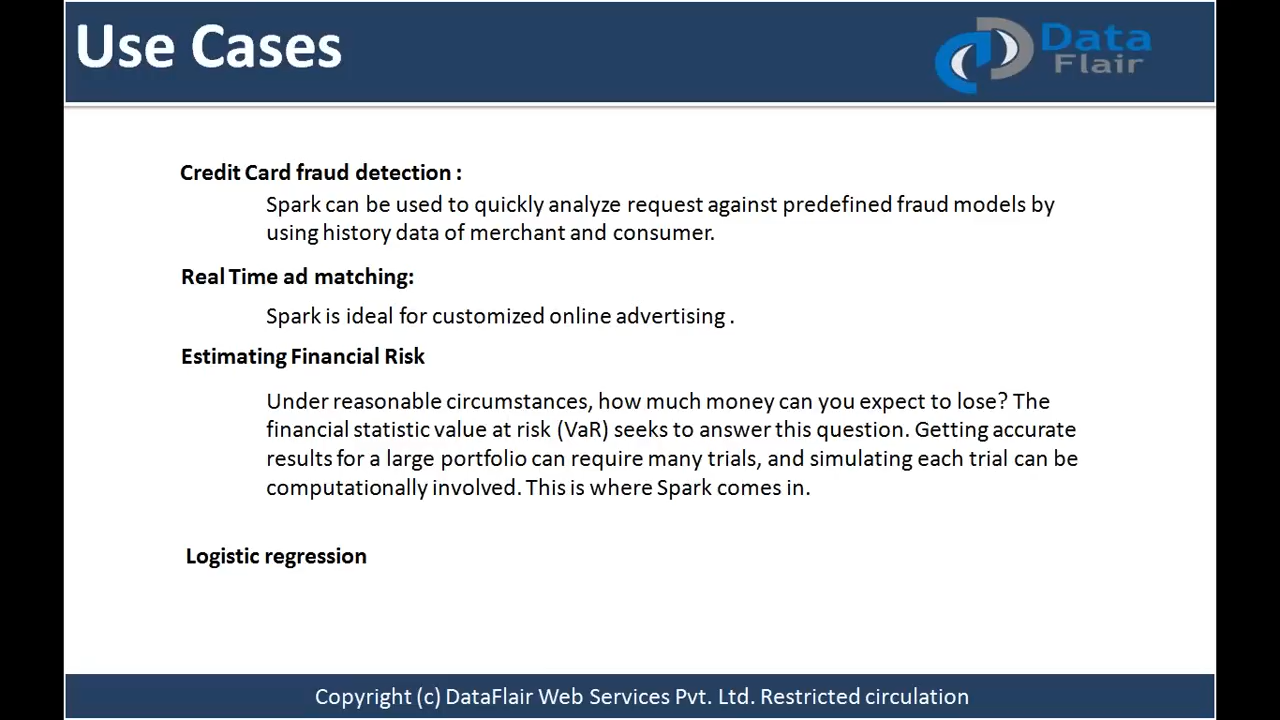 Use Cases
Data
Flair
Credit Card fraud detection :
Spark can be used to quickly analyze request against predefined fraud models by
using history data of merchant and consumer.
Real Time ad matching:
Spark is ideal for customized online advertising .
Estimating Financial Risk
Under reasonable circumstances, how much money can you expect to lose? The
financial statistic value at risk (VaR) seeks to answer this question. Getting accurate
results for a large portfolio can require many trials, and simulating each trial can be
computationally involved. This is where Spark comes in.
Logistic regression
Copyright (c) DataFlair Web Services Pvt. Ltd. Restricted circulation